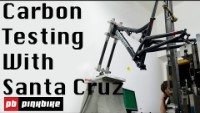 Carbon
Testing
With
Santa Cruz
pb pinkbike